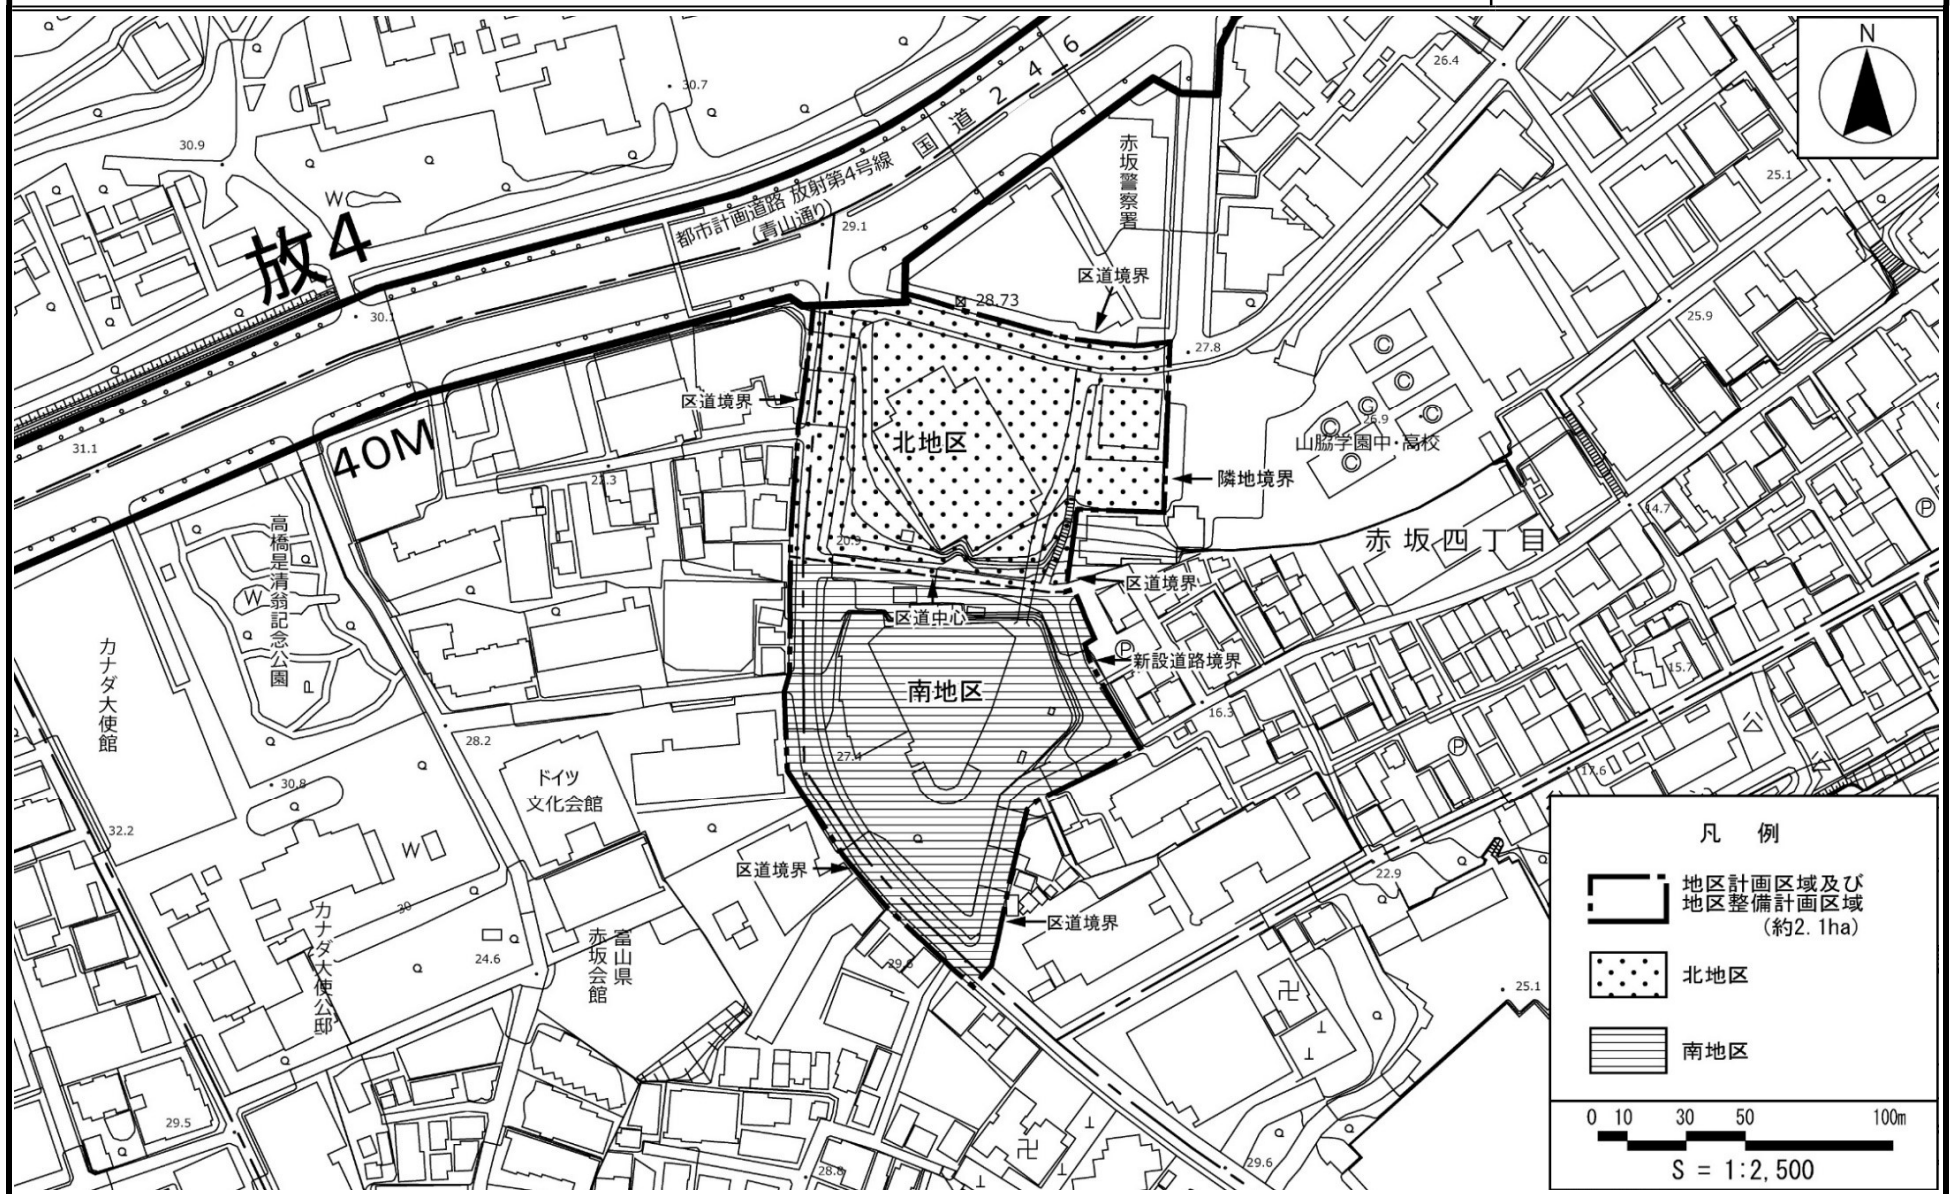 N
26.4
30.7
国道246
30.9
赤坂警察署
25.1
W
都市計画道路 放射第4号線
(青山通り)
29.1
放4
区道境界
28.73
30.1
25.9
27.8
区道境界
31.1
40M
北地区
26.9
山脇学園中・高校
22.3
隣地境界
14.7
P
高橋是清翁記念公園
W
20.9
赤坂四丁目
区道境界
区道中心
カナダ大使館
P
新設道路境界
15.7
南地区
16.3
28.2
27.4
P
17.6
ドイツ
文化会館
30.8
32.2
W
区道境界
22.9
30
カナダ大使公邸
24.6
富山県
赤坂会館
区道境界
25.1
29.5
28.8
29.6
凡 例
地区計画区域及び
地区整備計画区域
(約2.1ha)
北地区
南地区
0 10 30 50 100m
S = 1:2,500